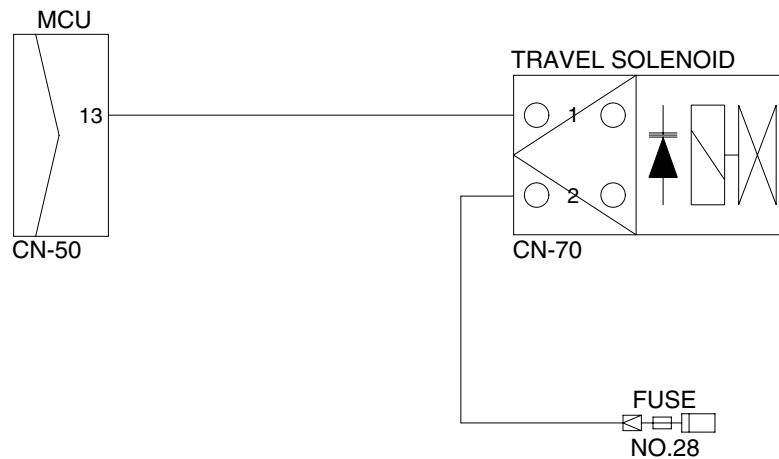 MCU
TRAVEL SOLENOID
13
1
2
CN-50
CN-70
FUSE
NO.28